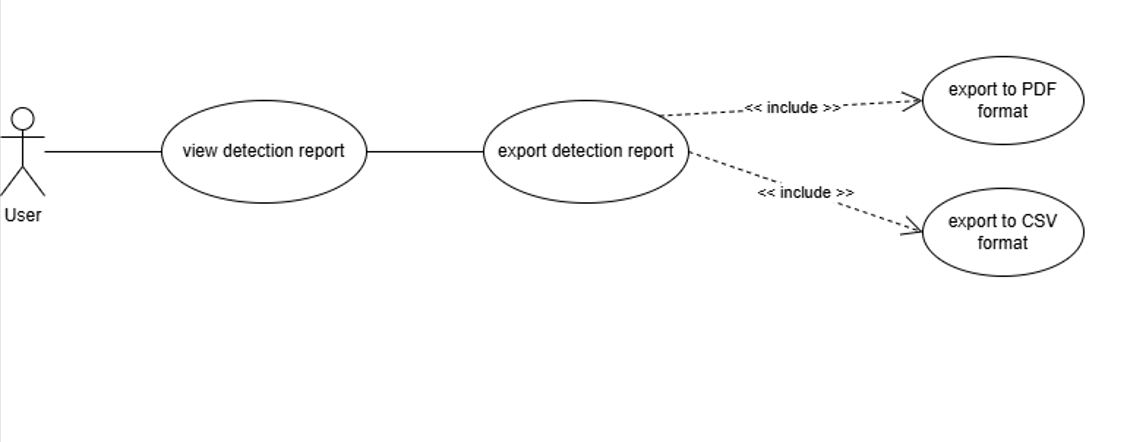 User
view detection report
export detection report
<< include >>
<< include >>
export to PDF
format
export to CSV
format